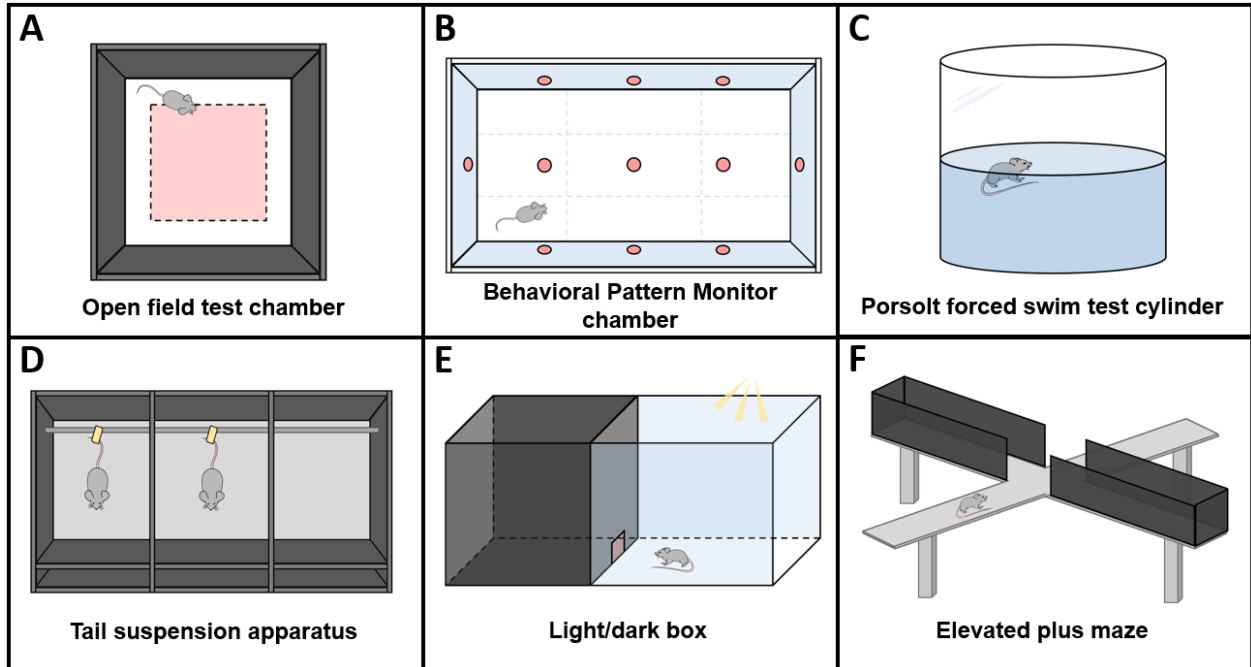 A
Open field test chamber
B
Behavioral Pattern Monitor
chamber
C
Porsolt forced swim test cylinder
D
Tail suspension apparatus
E
Light/dark box
F
Elevated plus maze